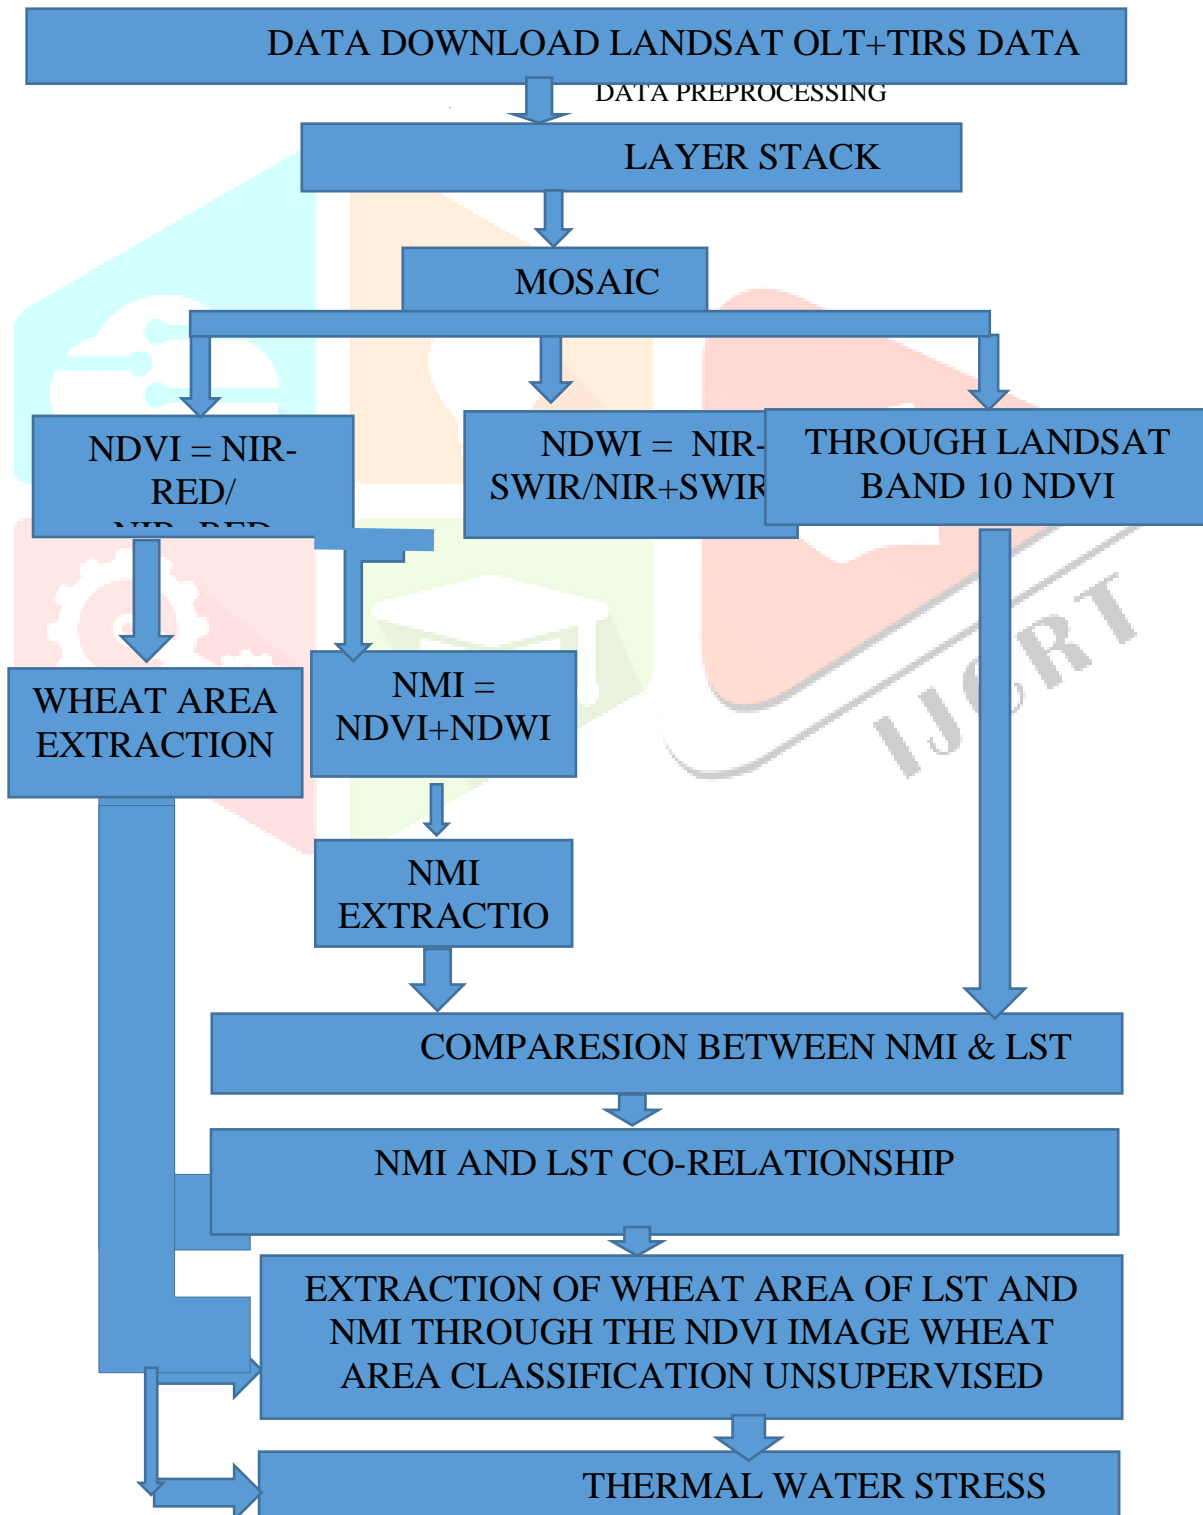 DATA DOWNLOAD LANDSAT OLT+TIRS DATA
DATA PREPROCESSING
LAYER STACK
MOSAIC
NDVI = NIR-
RED/
NDWI = NIR-
SWIR/NIR+SWIR
THROUGH LANDSAT
BAND 10 NDVI
WHEAT AREA
EXTRACTION
NMI =
NDVI+NDWI
NMI
EXTRACTIO
COMPARESION BETWEEN NMI & LST
NMI AND LST CO-RELATIONSHIP
EXTRACTION OF WHEAT AREA OF LST AND
NMI THROUGH THE NDVI IMAGE WHEAT
AREA CLASSIFICATION UNSUPERVISED
THERMAL WATER STRESS
IJCRT